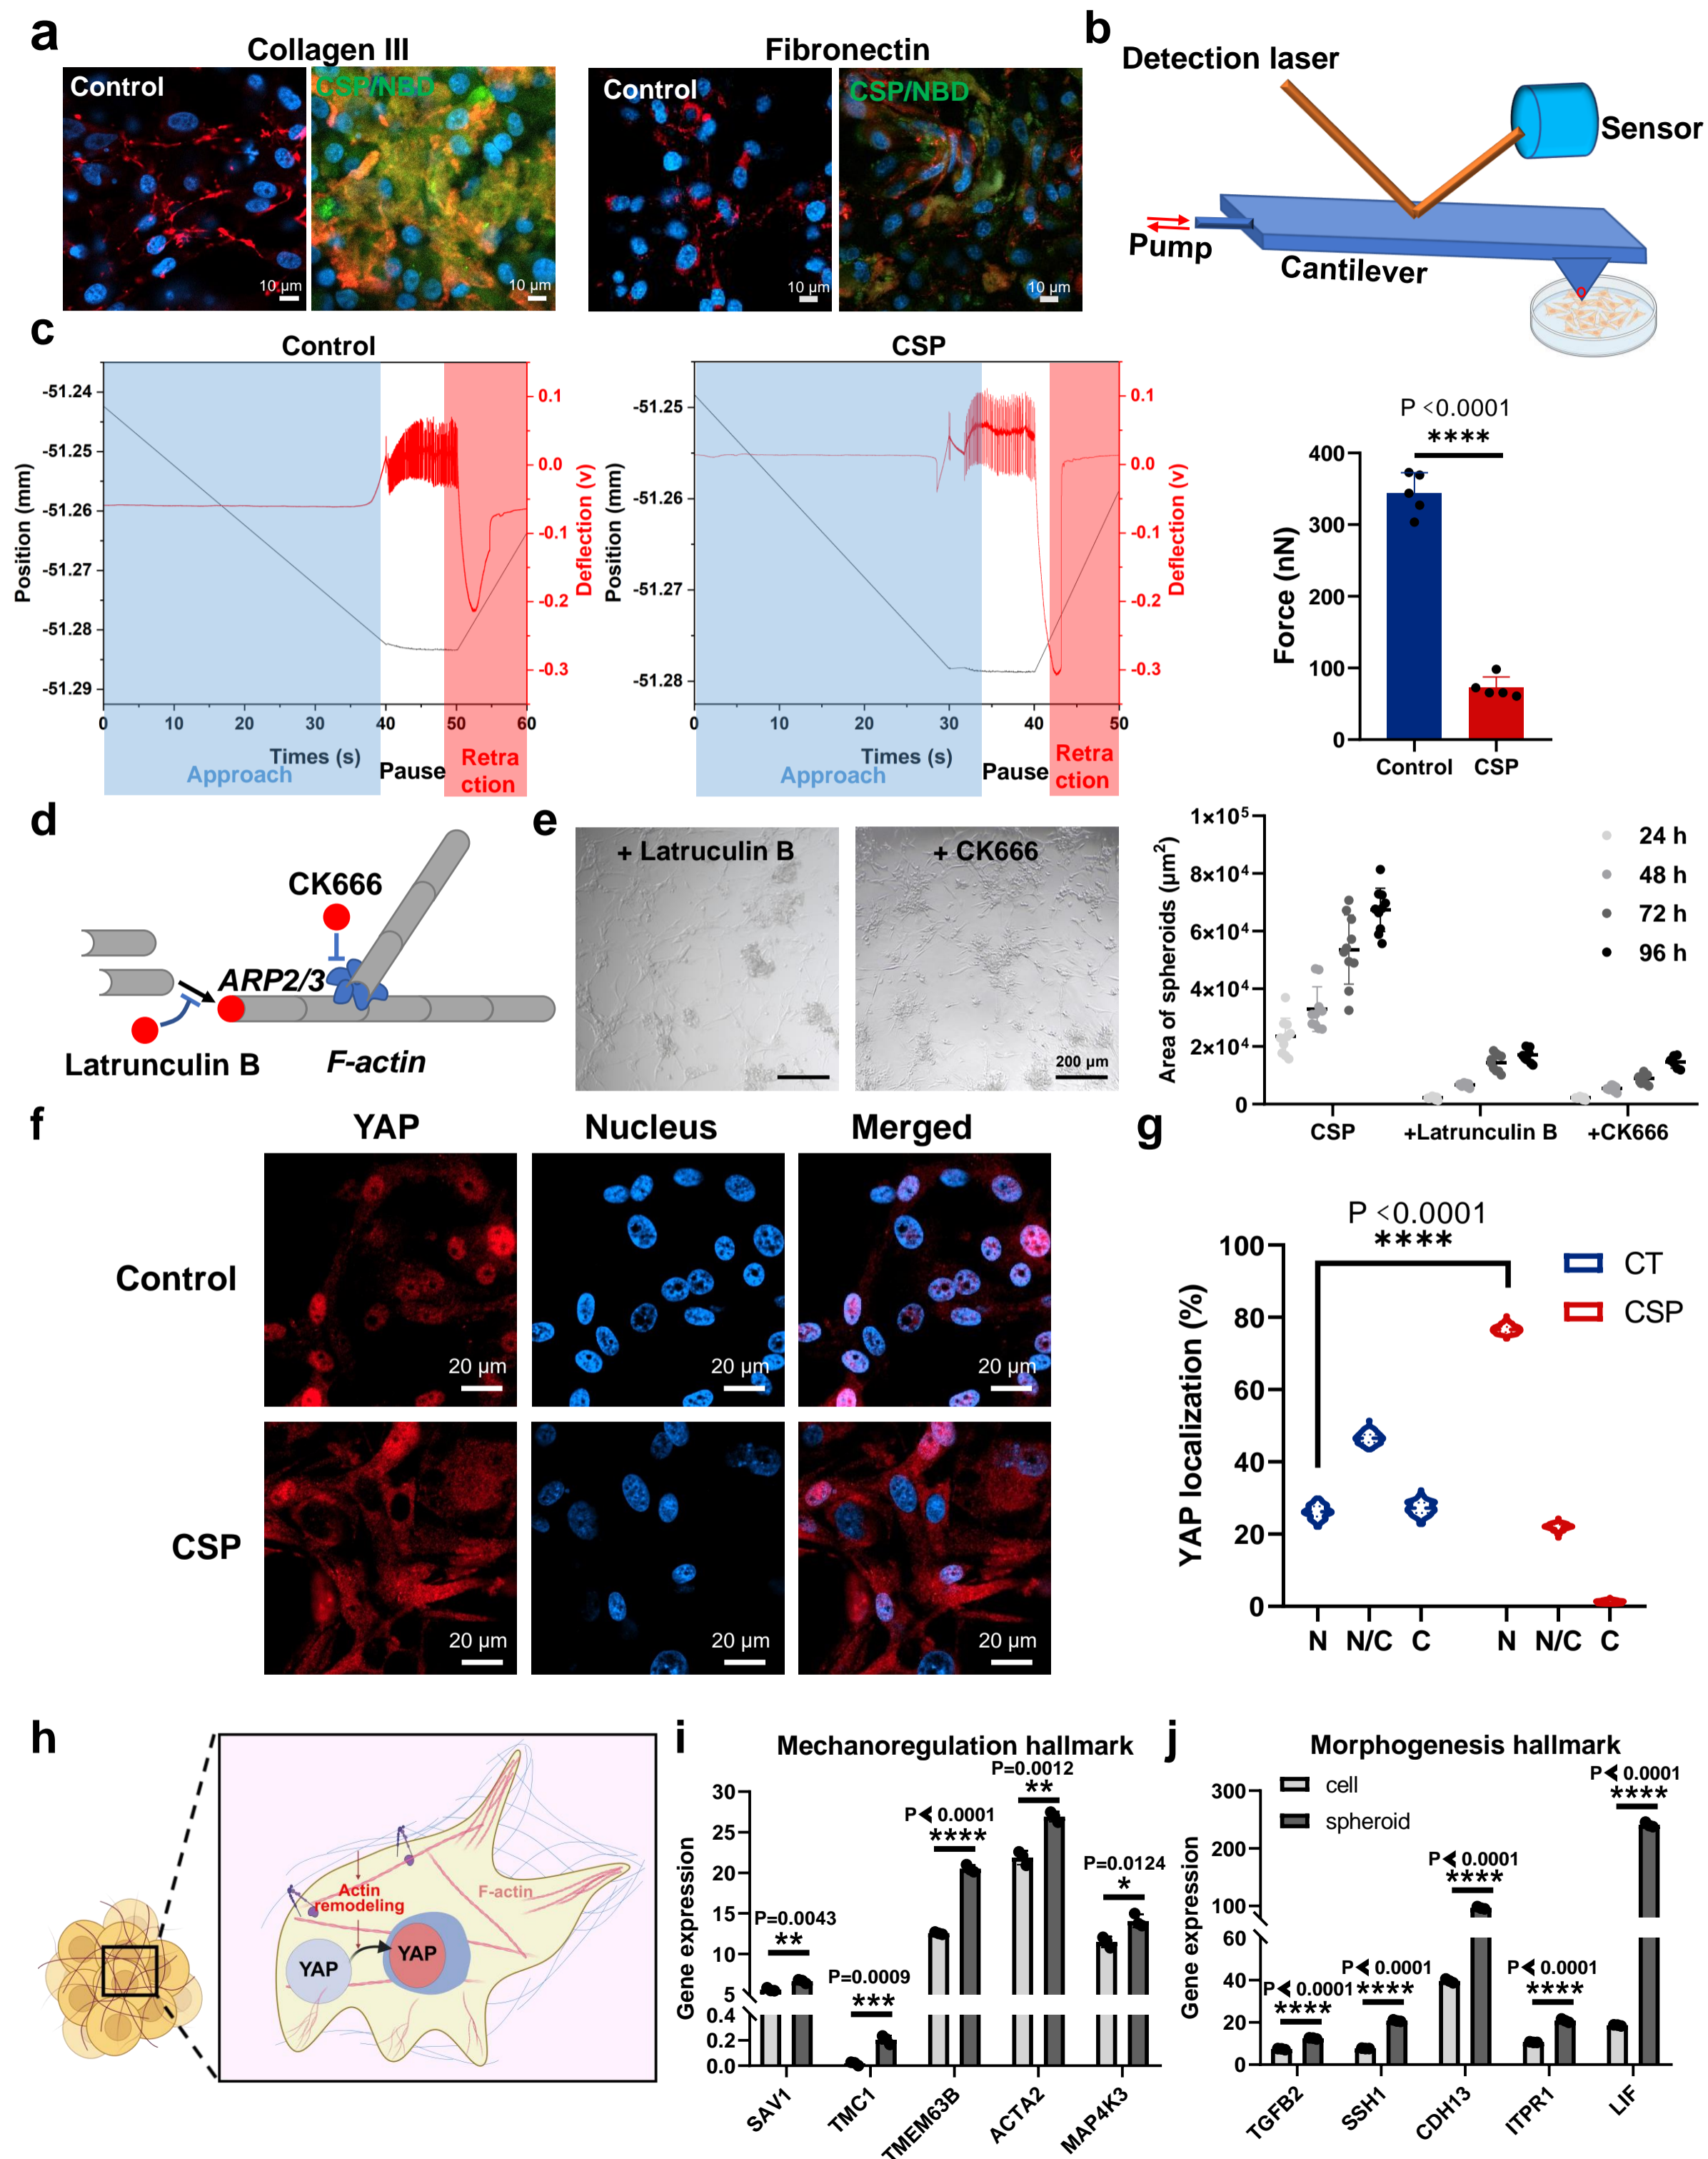 a
Collagen III
Fibronectin
Control
CSP/NBD
Control
CSP/NBD
10 µm
10 µm
10 µm
10 µm
b
Detection laser
Sensor
Pump
Cantilever
c
Control
Position (mm)
-51.24
-51.25
-51.26
-51.27
-51.28
-51.29
0.1
0.0
-0.1
-0.2
-0.3
Deflection (v)
0 10 20 30 40 50 60
Times (s)
Approach
Pause
Retra
ction
CSP
Position (mm)
-51.25
-51.26
-51.27
-51.28
0.1
0.0
-0.1
-0.2
-0.3
Deflection (v)
0 10 20 30 40 50
Times (s)
Approach
Pause
Retra
ction
P <0.0001
****
Force (nN)
400
300
200
100
0
Control CSP
d
CK666
ARP2/3
Latrunculin B
F-actin
e
+ Latruculin B
+ CK666
200 µm
Area of spheroids (µm²)
1×10⁵
8×10⁴
6×10⁴
4×10⁴
2×10⁴
0
24 h
48 h
72 h
96 h
CSP +Latrunculin B +CK666
f
YAP Nucleus Merged
Control
20 µm
20 µm
20 µm
CSP
20 µm
20 µm
20 µm
g
P <0.0001
****
YAP localization (%)
100
80
60
40
20
0
CT
CSP
N N/C C N N/C C
h
Actin
remodeling
F-actin
YAP
YAP
i
Mechanoregulation hallmark
Gene expression
30
25
20
15
10
5
0.4
0.2
0.0
P=0.0043
**
P=0.0009
***
P< 0.0001
****
P=0.0012
**
P=0.0124
*
SAV1
TMC1
TMEM63B
ACTA2
MAP4K3
j
Morphogenesis hallmark
cell
spheroid
Gene expression
300
200
100
60
40
20
0
P< 0.0001
****
P< 0.0001
****
P< 0.0001
****
P< 0.0001
****
P< 0.0001
****
TGFB2
SSH1
CDH13
ITPR1
LIF